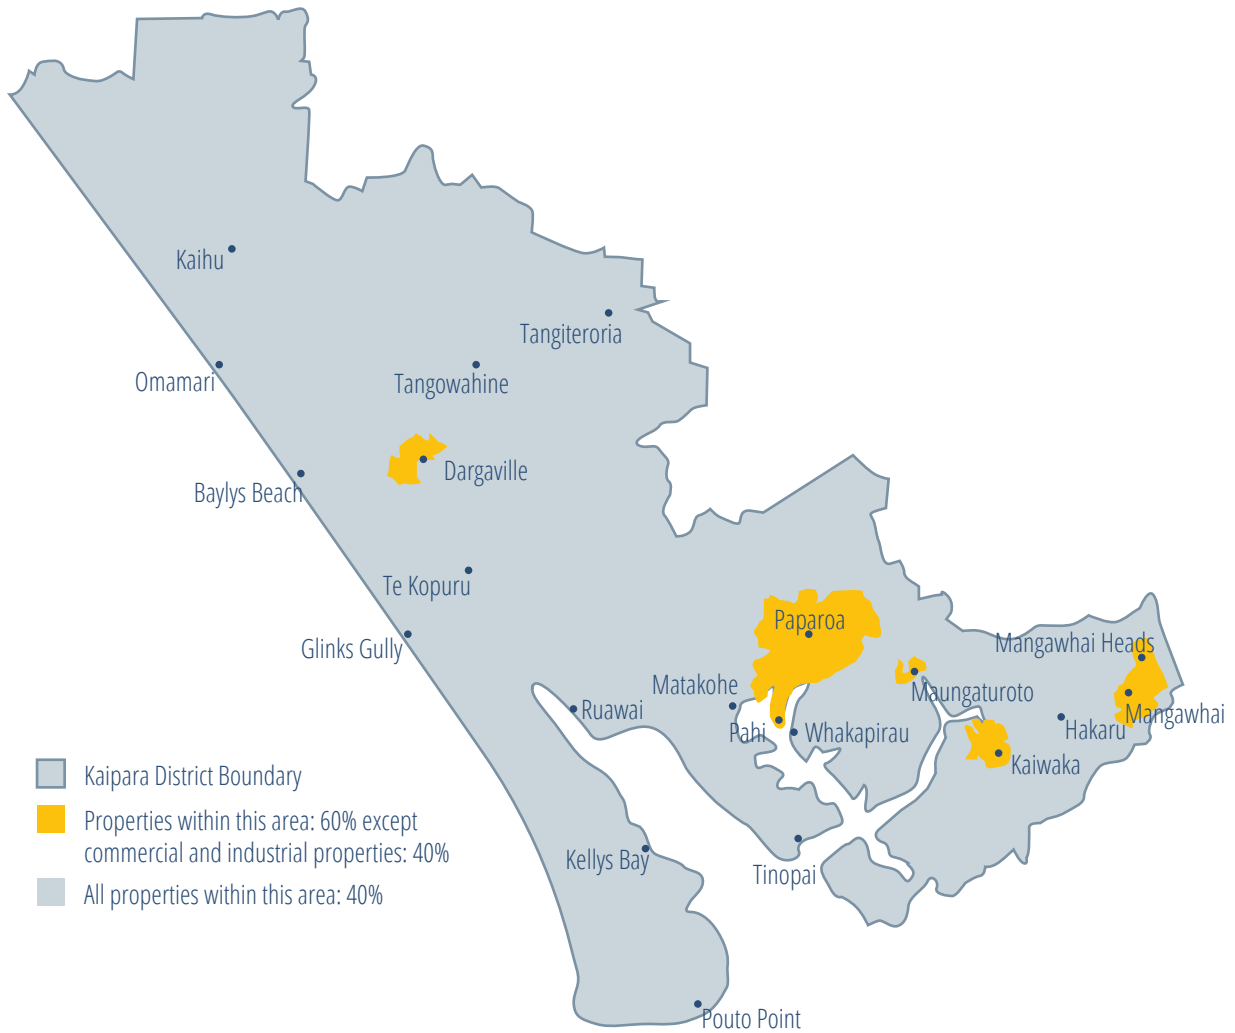 Kaihu
Tangiteroria
Omamari
Tangowahine
Dargaville
Baylys Beach
Te Kopuru
Glinks Gully
Paparoa
Mangawhai Heads
Matakohe
Maungaturoto
Ruawai
Pahi
Whakapirau
Hakaru
Mangawhai
Kaiwaka
Kellys Bay
Tinopai
Pouto Point
Kaipara District Boundary
Properties within this area: 60% except
commercial and industrial properties: 40%
All properties within this area: 40%